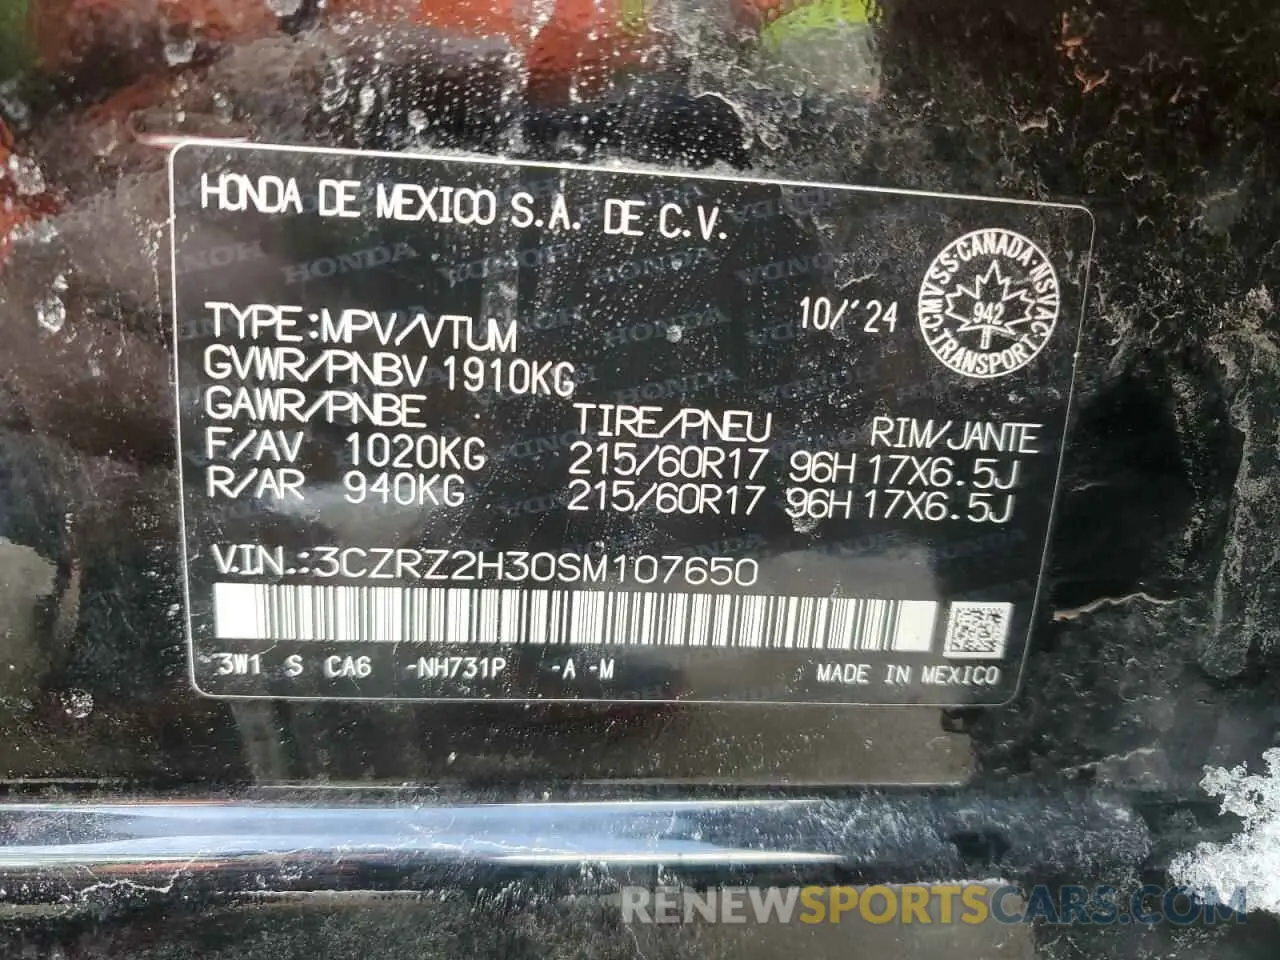 HONDA DE MEXICO S.A. DE C.V.
10/'24
CMVSS·CANADA·NSVAC·TRANSPORT·
942
TYPE:MPV/VTUM
GVWR/PNBV 1910KG
GAWR/PNBE TIRE/PNEU RIM/JANTE
F/AV 1020KG 215/60R17 96H 17X6.5J
R/AR 940KG 215/60R17 96H 17X6.5J
V.I.N.:3CZRZ2H30SM107650
3W1 S CA6 -NH731P -A -M MADE IN MEXICO
RENEWSPORTSCARS.COM